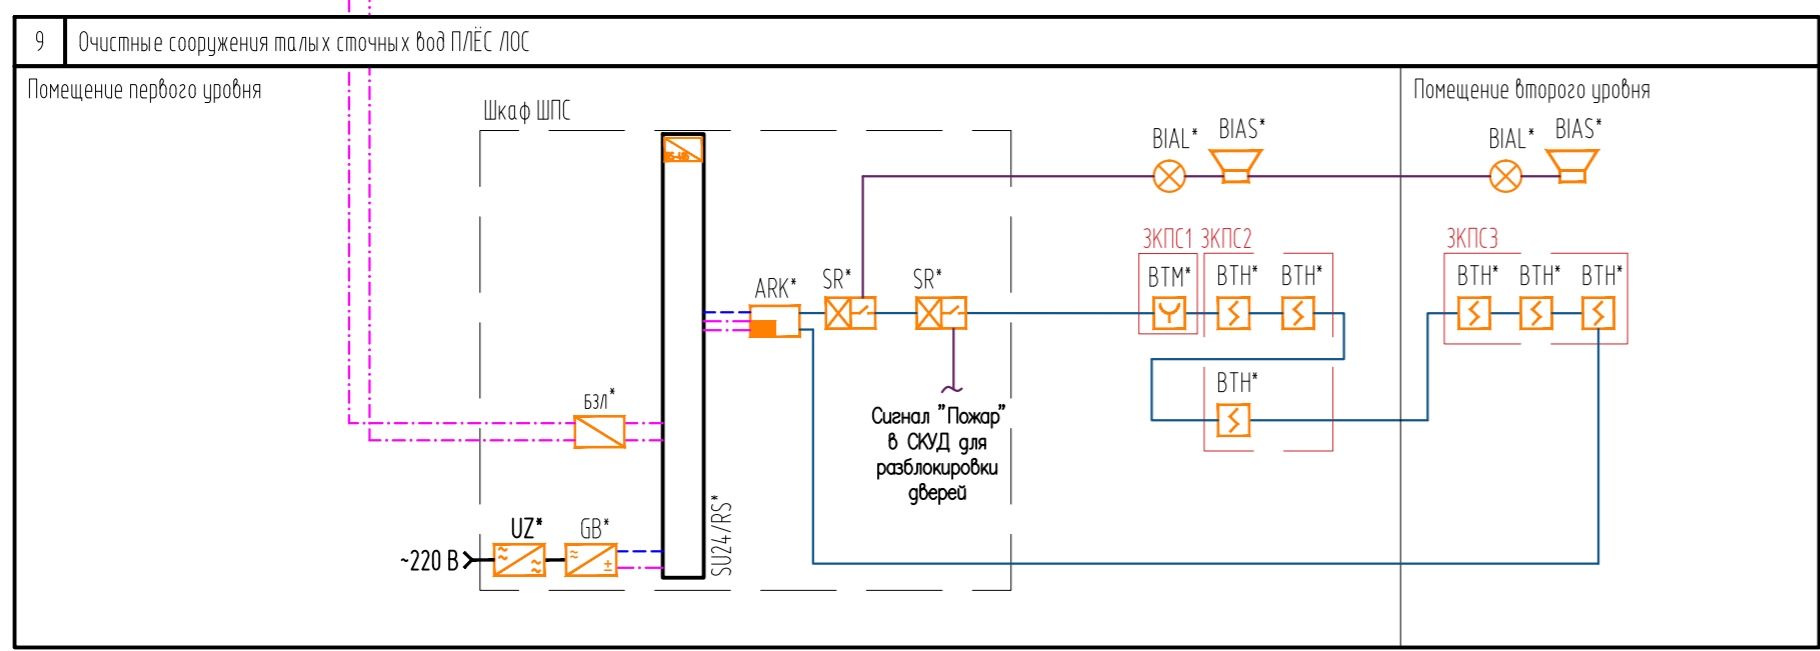 9 Очистные сооружения талых сточных вод ПЛЁС ЛОС
Помещение первого уровня
Помещение второго уровня
Шкаф ШПС
BIAL* BIAS*
BIAL* BIAS*
ЗКПС1 ЗКПС2
ЗКПС3
ARK* SR* SR*
BTM* BTH* BTH*
BTH* BTH* BTH*
BTH*
БЗЛ*
Сигнал "Пожар"
в СКУД для
разблокировки
дверей
SU24/RS*
UZ* GB*
~220 В